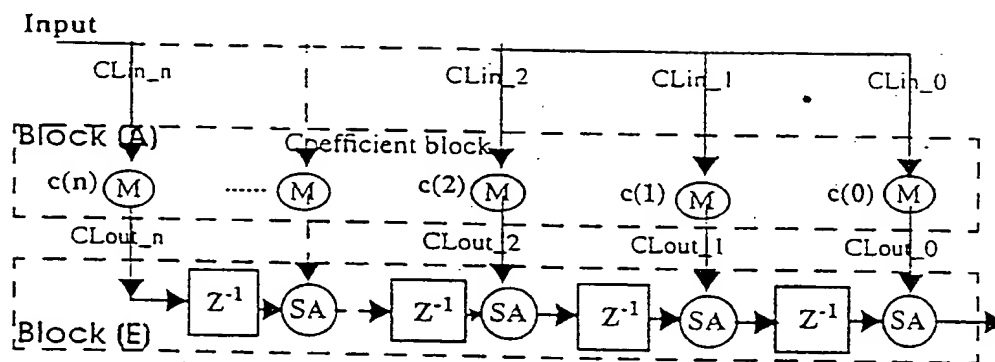 Input
CLin_n CLin_2 CLin_1 CLin_0
Block (A) Coefficient block
c(n) M ...... M c(2) M c(1) M c(0) M
CLout_n CLout_2 CLout_1 CLout_0
Z-1 SA Z-1 SA Z-1 SA Z-1 SA
Block (E)